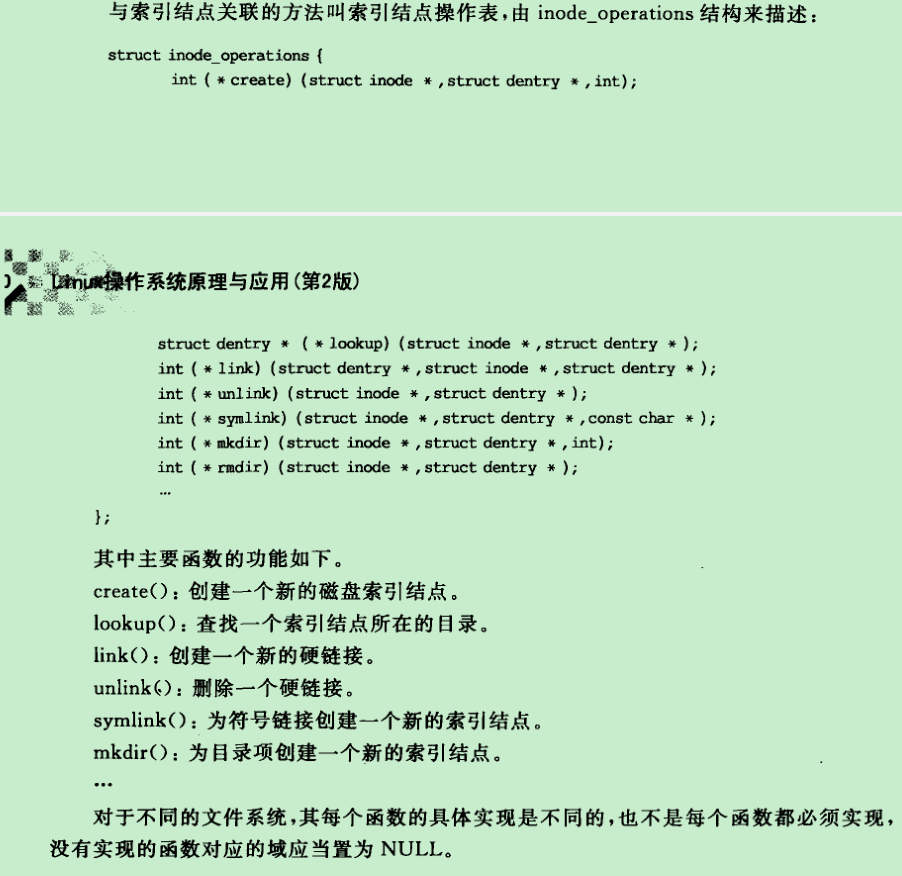 与索引结点关联的方法叫索引结点操作表,由 inode_operations 结构来描述:
struct inode_operations {
int ( * create) (struct inode * ,struct dentry * ,int);
Linux操作系统原理与应用(第2版)
struct dentry * ( * lookup) (struct inode * ,struct dentry * );
int ( * link) (struct dentry * ,struct inode * ,struct dentry * );
int ( * unlink) (struct inode * ,struct dentry * );
int ( * symlink) (struct inode * ,struct dentry * ,const char * );
int ( * mkdir) (struct inode * ,struct dentry * ,int);
int ( * rmdir) (struct inode * ,struct dentry * );
…
};
其中主要函数的功能如下。
create(): 创建一个新的磁盘索引结点。
lookup(): 查找一个索引结点所在的目录。
link(): 创建一个新的硬链接。
unlink(): 删除一个硬链接。
symlink(): 为符号链接创建一个新的索引结点。
mkdir(): 为目录项创建一个新的索引结点。
…
对于不同的文件系统,其每个函数的具体实现是不同的,也不是每个函数都必须实现,
没有实现的函数对应的域应当置为 NULL。